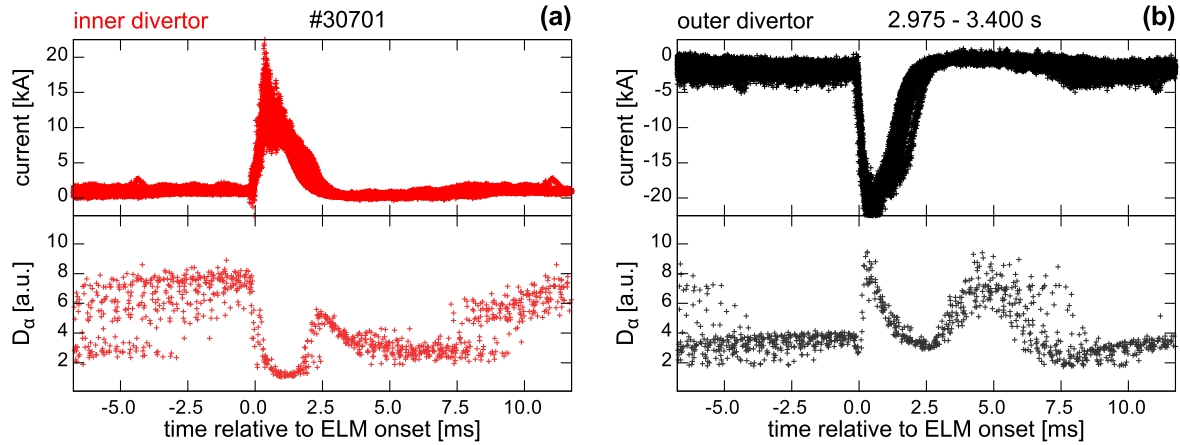 inner divertor #30701 (a)
20
15
10
5
0
current [kA]
10
8
6
4
2
Dα [a.u.]
-5.0 -2.5 0.0 2.5 5.0 7.5 10.0
time relative to ELM onset [ms]
outer divertor 2.975 - 3.400 s (b)
0
-5
-10
-15
-20
current [kA]
10
8
6
4
2
Dα [a.u.]
-5.0 -2.5 0.0 2.5 5.0 7.5 10.0
time relative to ELM onset [ms]